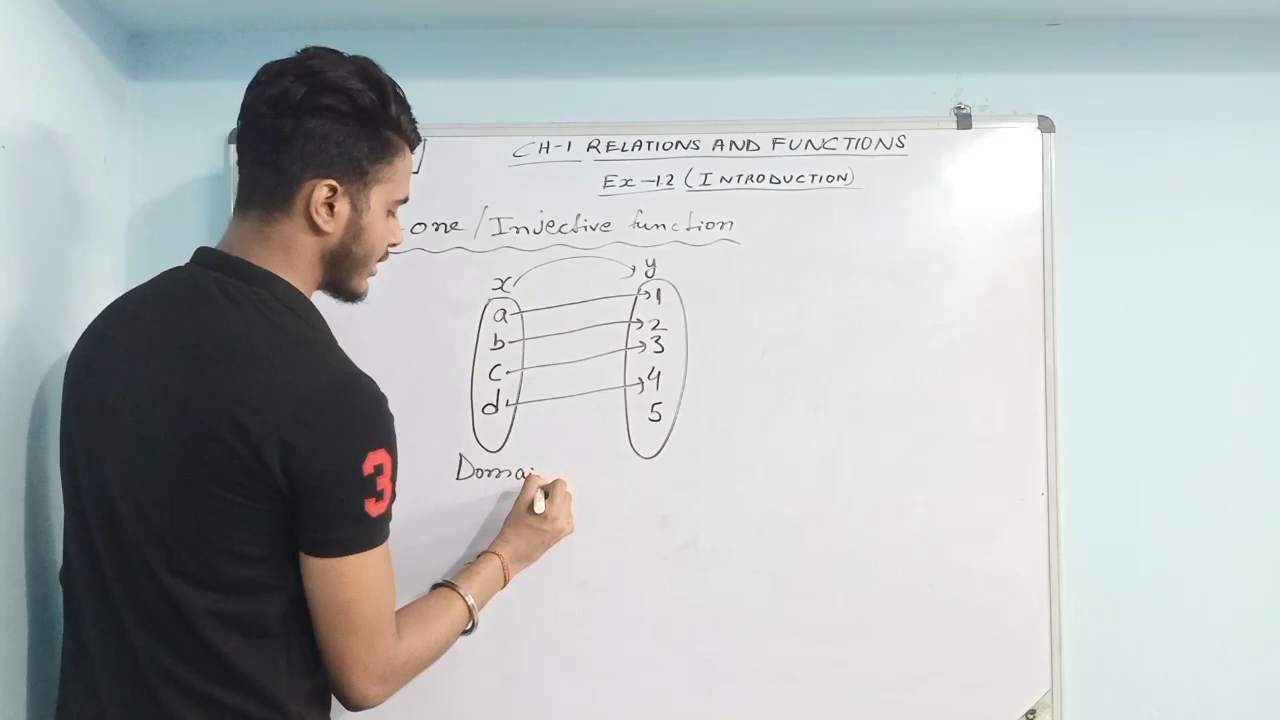 CH-1 RELATIONS AND FUNCTIONS
Ex-1.2 (INTRODUCTION)
one/Injective function
x y
a 1
b 2
c 3
d 4
5
Domai
3